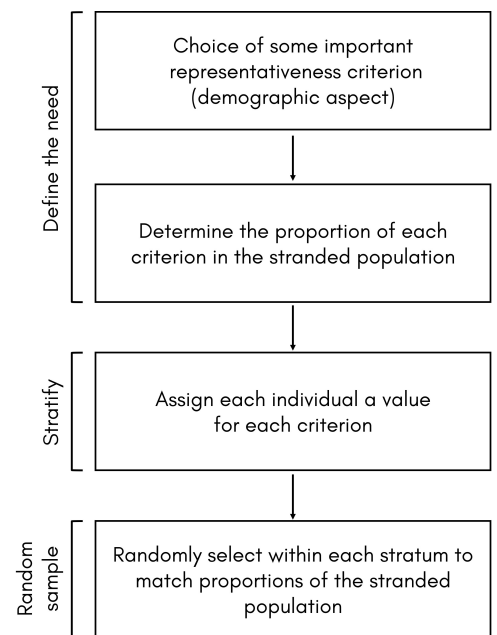 Define the need
Choice of some important
representativeness criterion
(demographic aspect)
Determine the proportion of each
criterion in the stranded population
Stratify
Assign each individual a value
for each criterion
Random
sample
Randomly select within each stratum to
match proportions of the stranded
population